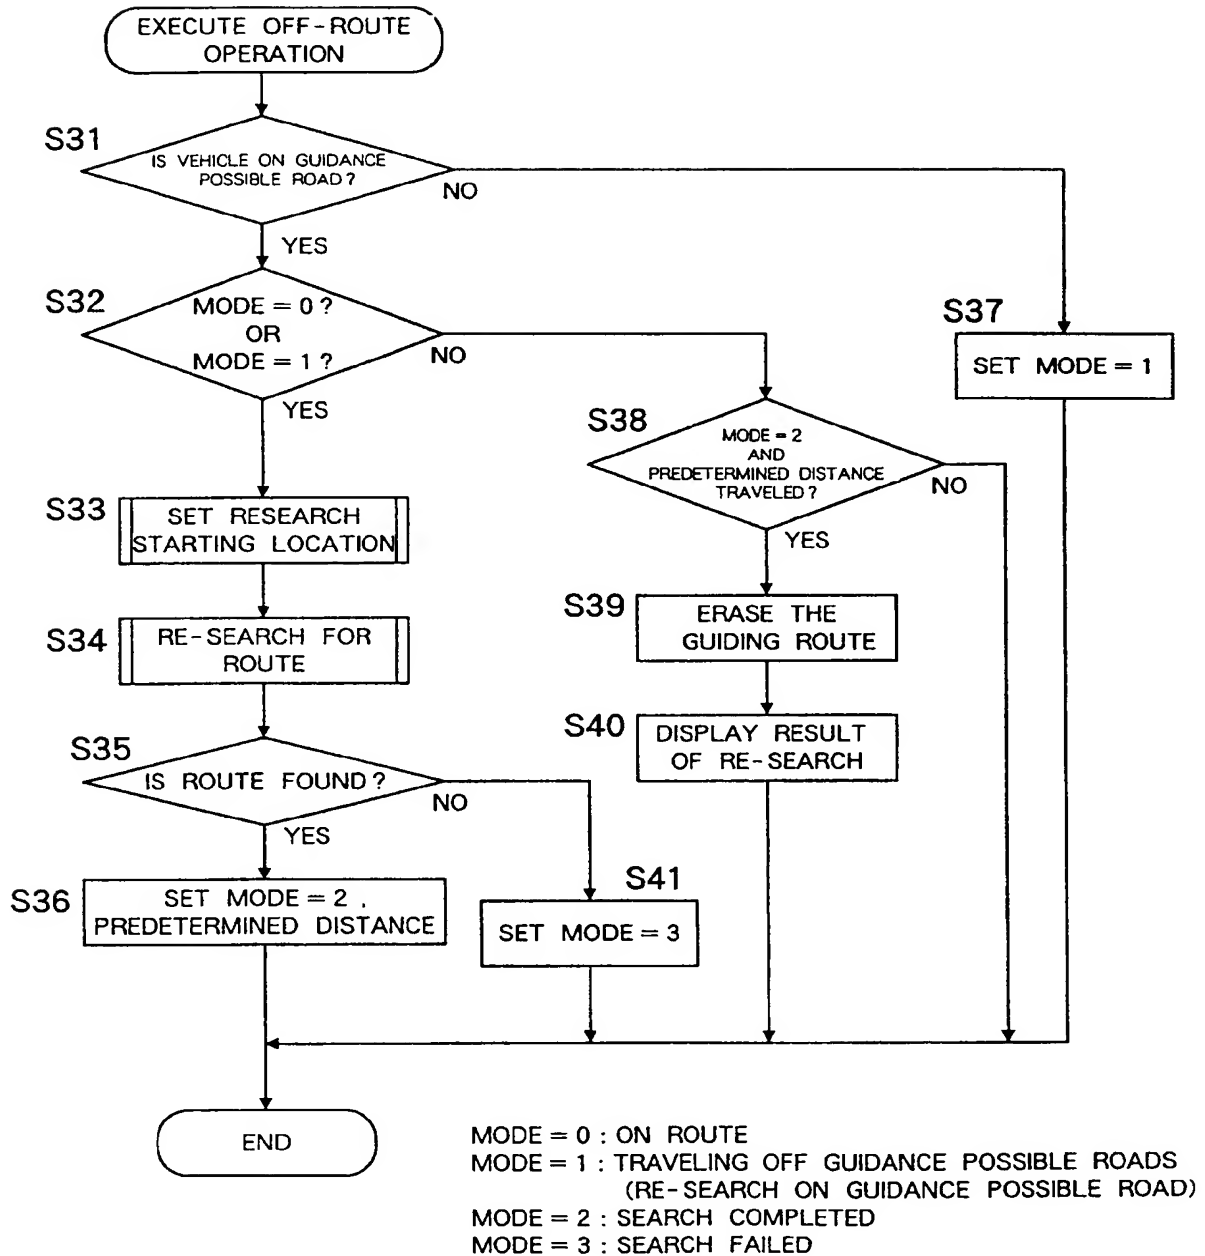 EXECUTE OFF-ROUTE
OPERATION
S31
IS VEHICLE ON GUIDANCE
POSSIBLE ROAD?
NO
YES
S32
MODE = 0 ?
OR
MODE = 1 ?
NO
YES
S37
SET MODE = 1
S38
MODE = 2
AND
PREDETERMINED DISTANCE
TRAVELED ?
NO
YES
S33
SET RESEARCH
STARTING LOCATION
S39
ERASE THE
GUIDING ROUTE
S34
RE-SEARCH FOR
ROUTE
S40
DISPLAY RESULT
OF RE-SEARCH
S35
IS ROUTE FOUND ?
NO
YES
S36
SET MODE = 2 ,
PREDETERMINED DISTANCE
S41
SET MODE = 3
END
MODE = 0 : ON ROUTE
MODE = 1 : TRAVELING OFF GUIDANCE POSSIBLE ROADS
(RE-SEARCH ON GUIDANCE POSSIBLE ROAD)
MODE = 2 : SEARCH COMPLETED
MODE = 3 : SEARCH FAILED